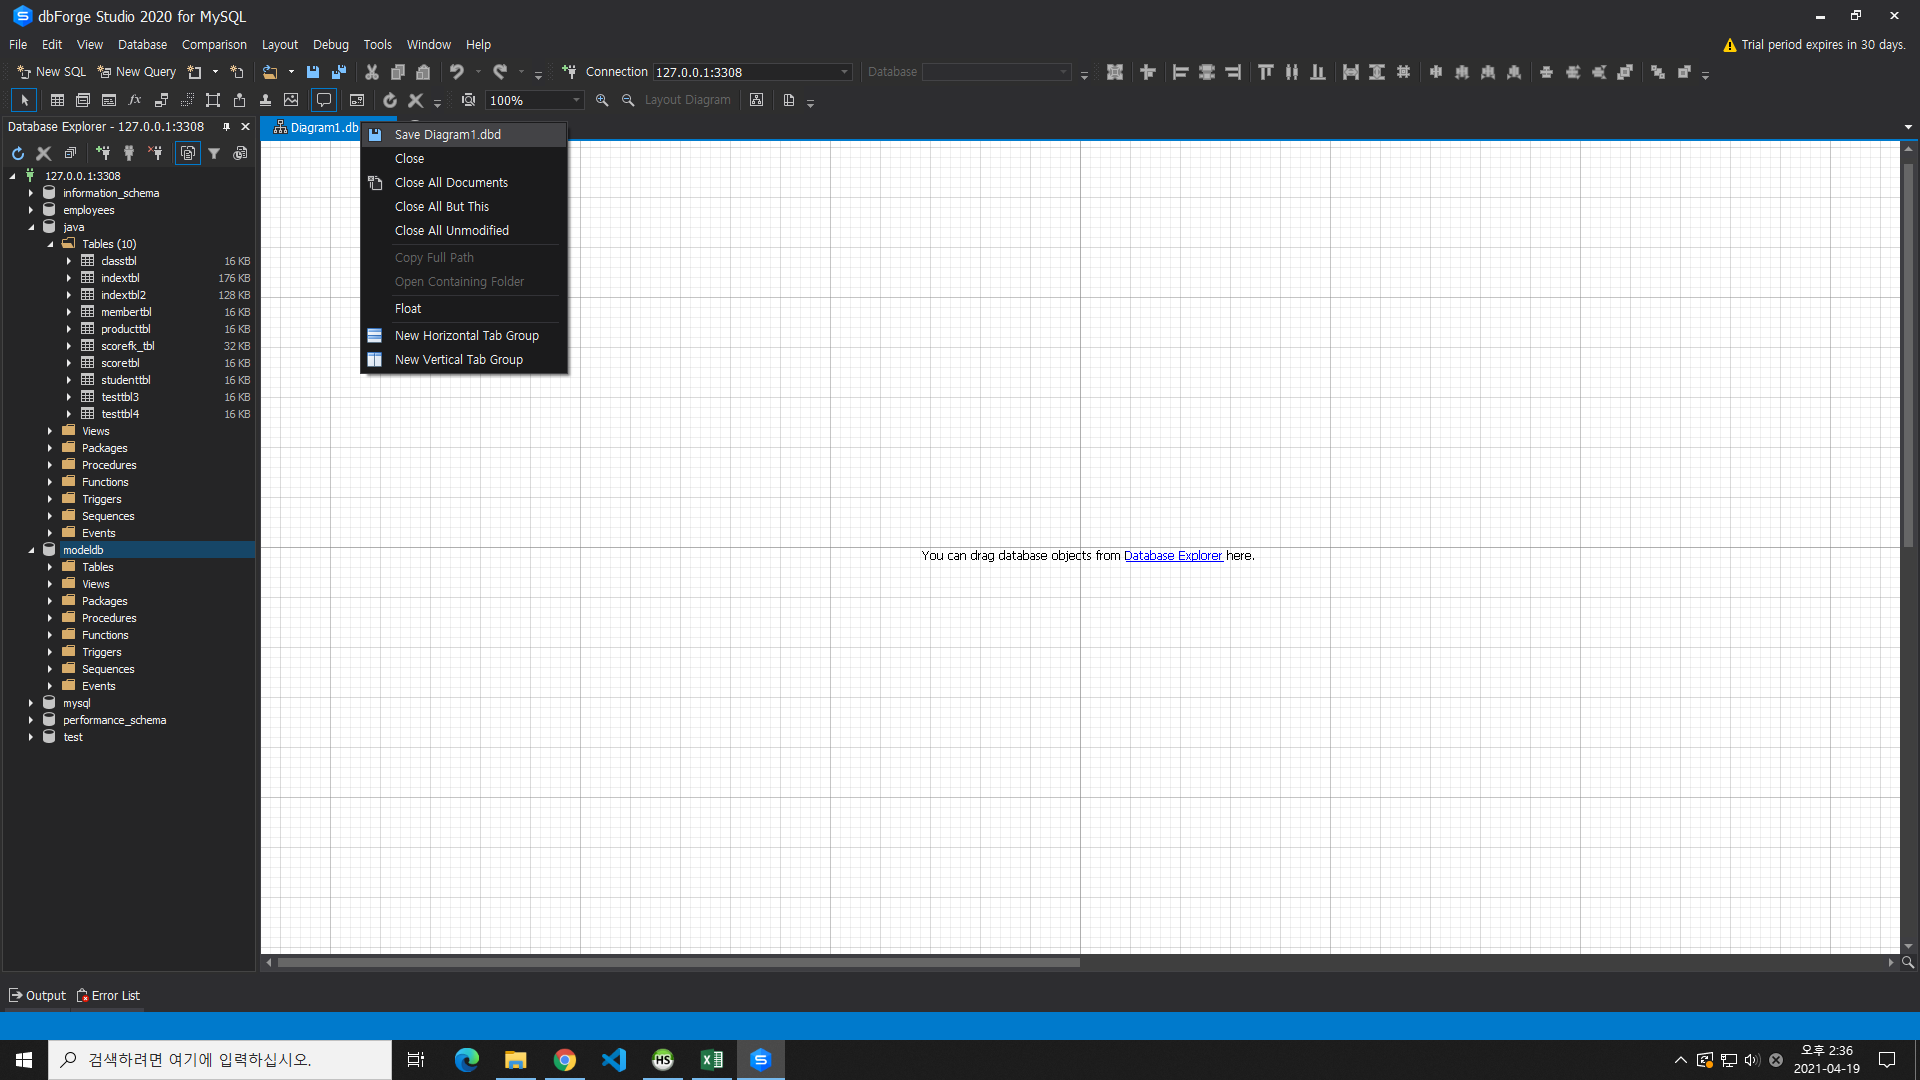 dbForge Studio 2020 for MySQL
File Edit View Database Comparison Layout Debug Tools Window Help
Trial period expires in 30 days.
New SQL New Query Connection 127.0.0.1:3308 Database
100% Layout Diagram
Database Explorer - 127.0.0.1:3308
Diagram1.db
127.0.0.1:3308
information_schema
employees
java
Tables (10)
classtbl 16 KB
indextbl 176 KB
indextbl2 128 KB
membertbl 16 KB
producttbl 16 KB
scorefk_tbl 32 KB
scoretbl 16 KB
studenttbl 16 KB
testtbl3 16 KB
testtbl4 16 KB
Views
Packages
Procedures
Functions
Triggers
Sequences
Events
modeldb
Tables
Views
Packages
Procedures
Functions
Triggers
Sequences
Events
mysql
performance_schema
test
Save Diagram1.dbd
Close
Close All Documents
Close All But This
Close All Unmodified
Copy Full Path
Open Containing Folder
Float
New Horizontal Tab Group
New Vertical Tab Group
You can drag database objects from Database Explorer here.
Output Error List
검색하려면 여기에 입력하십시오.
HS
오후 2:36
2021-04-19